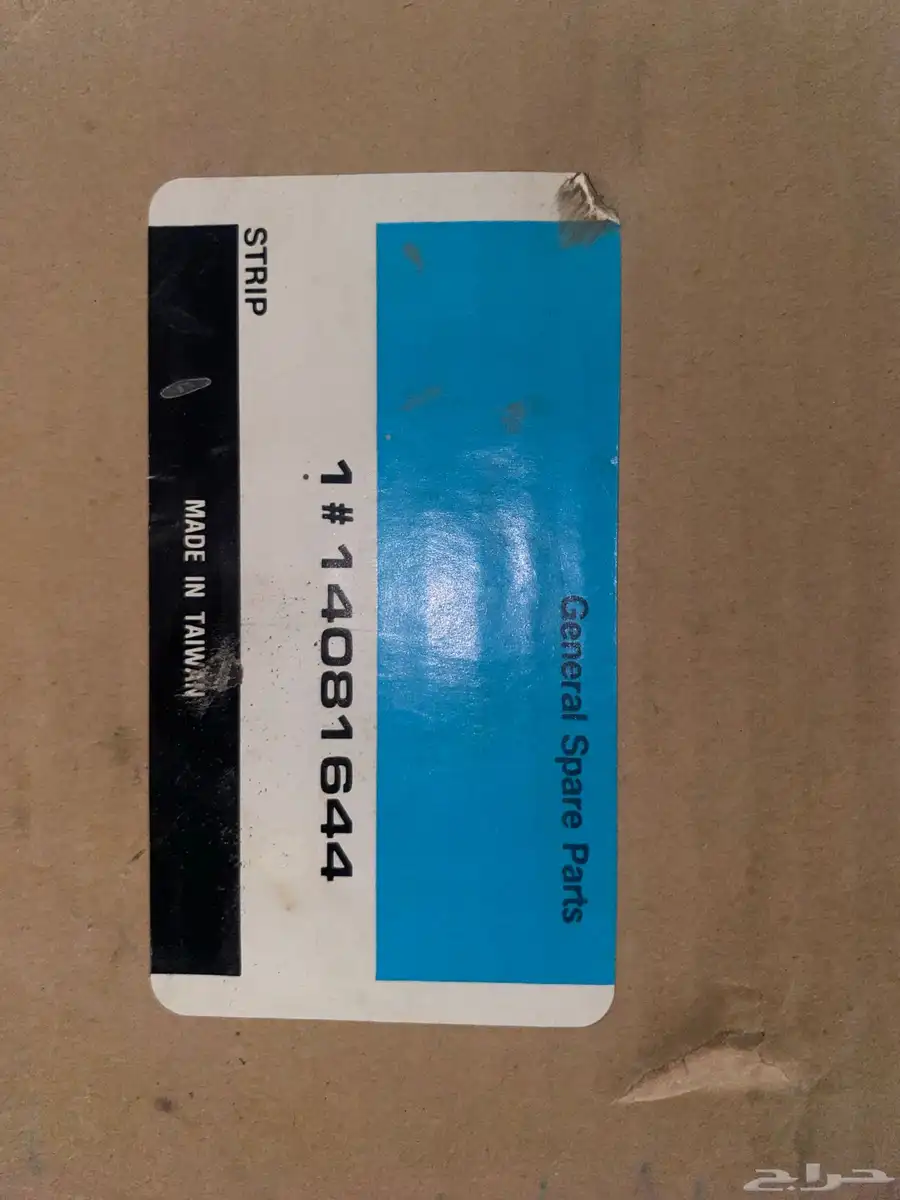 General Spare Parts
1 # 14081644
STRIP
MADE IN TAIWAN
حراج